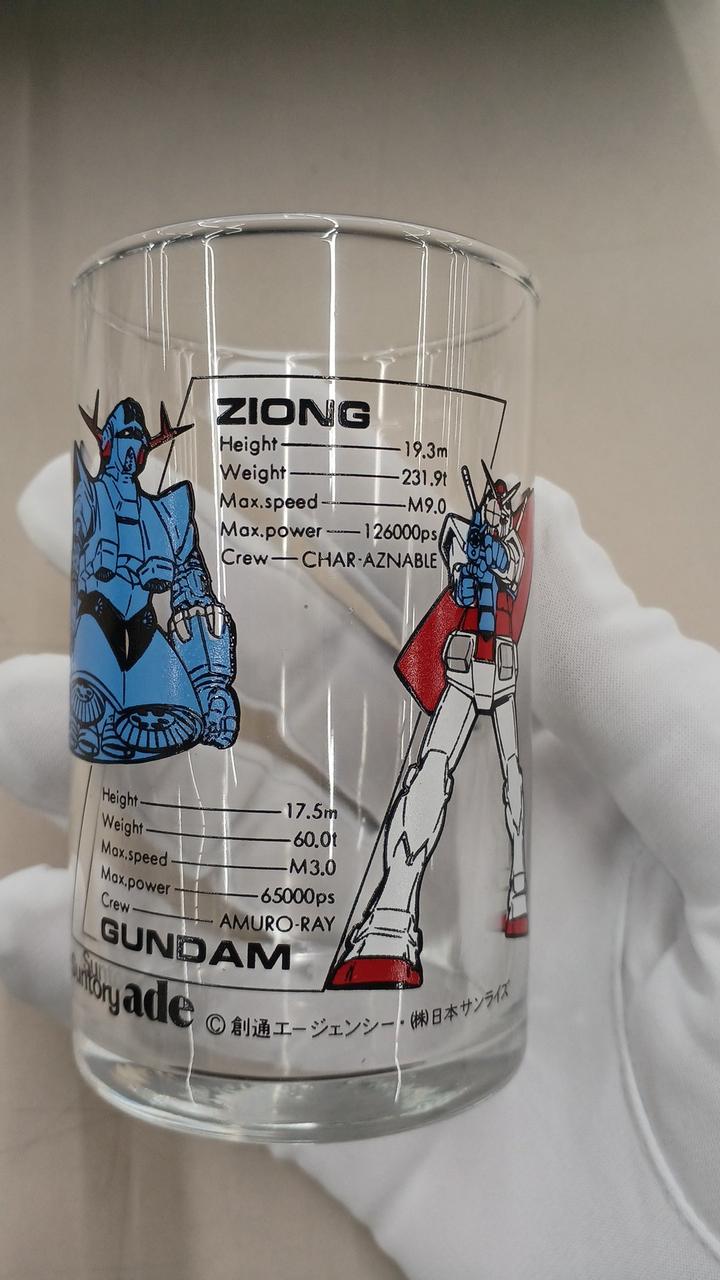 ZIONG
Height 19.3m
Weight 231.9t
Max.speed M9.0
Max.power 126000ps
Crew CHAR-AZNABLE
Height 17.5m
Weight 60.0t
Max.speed M3.0
Max.power 65000ps
Crew AMURO-RAY
GUNDAM
Suntory ade
© 創通エージェンシー・(株)日本サンライズ